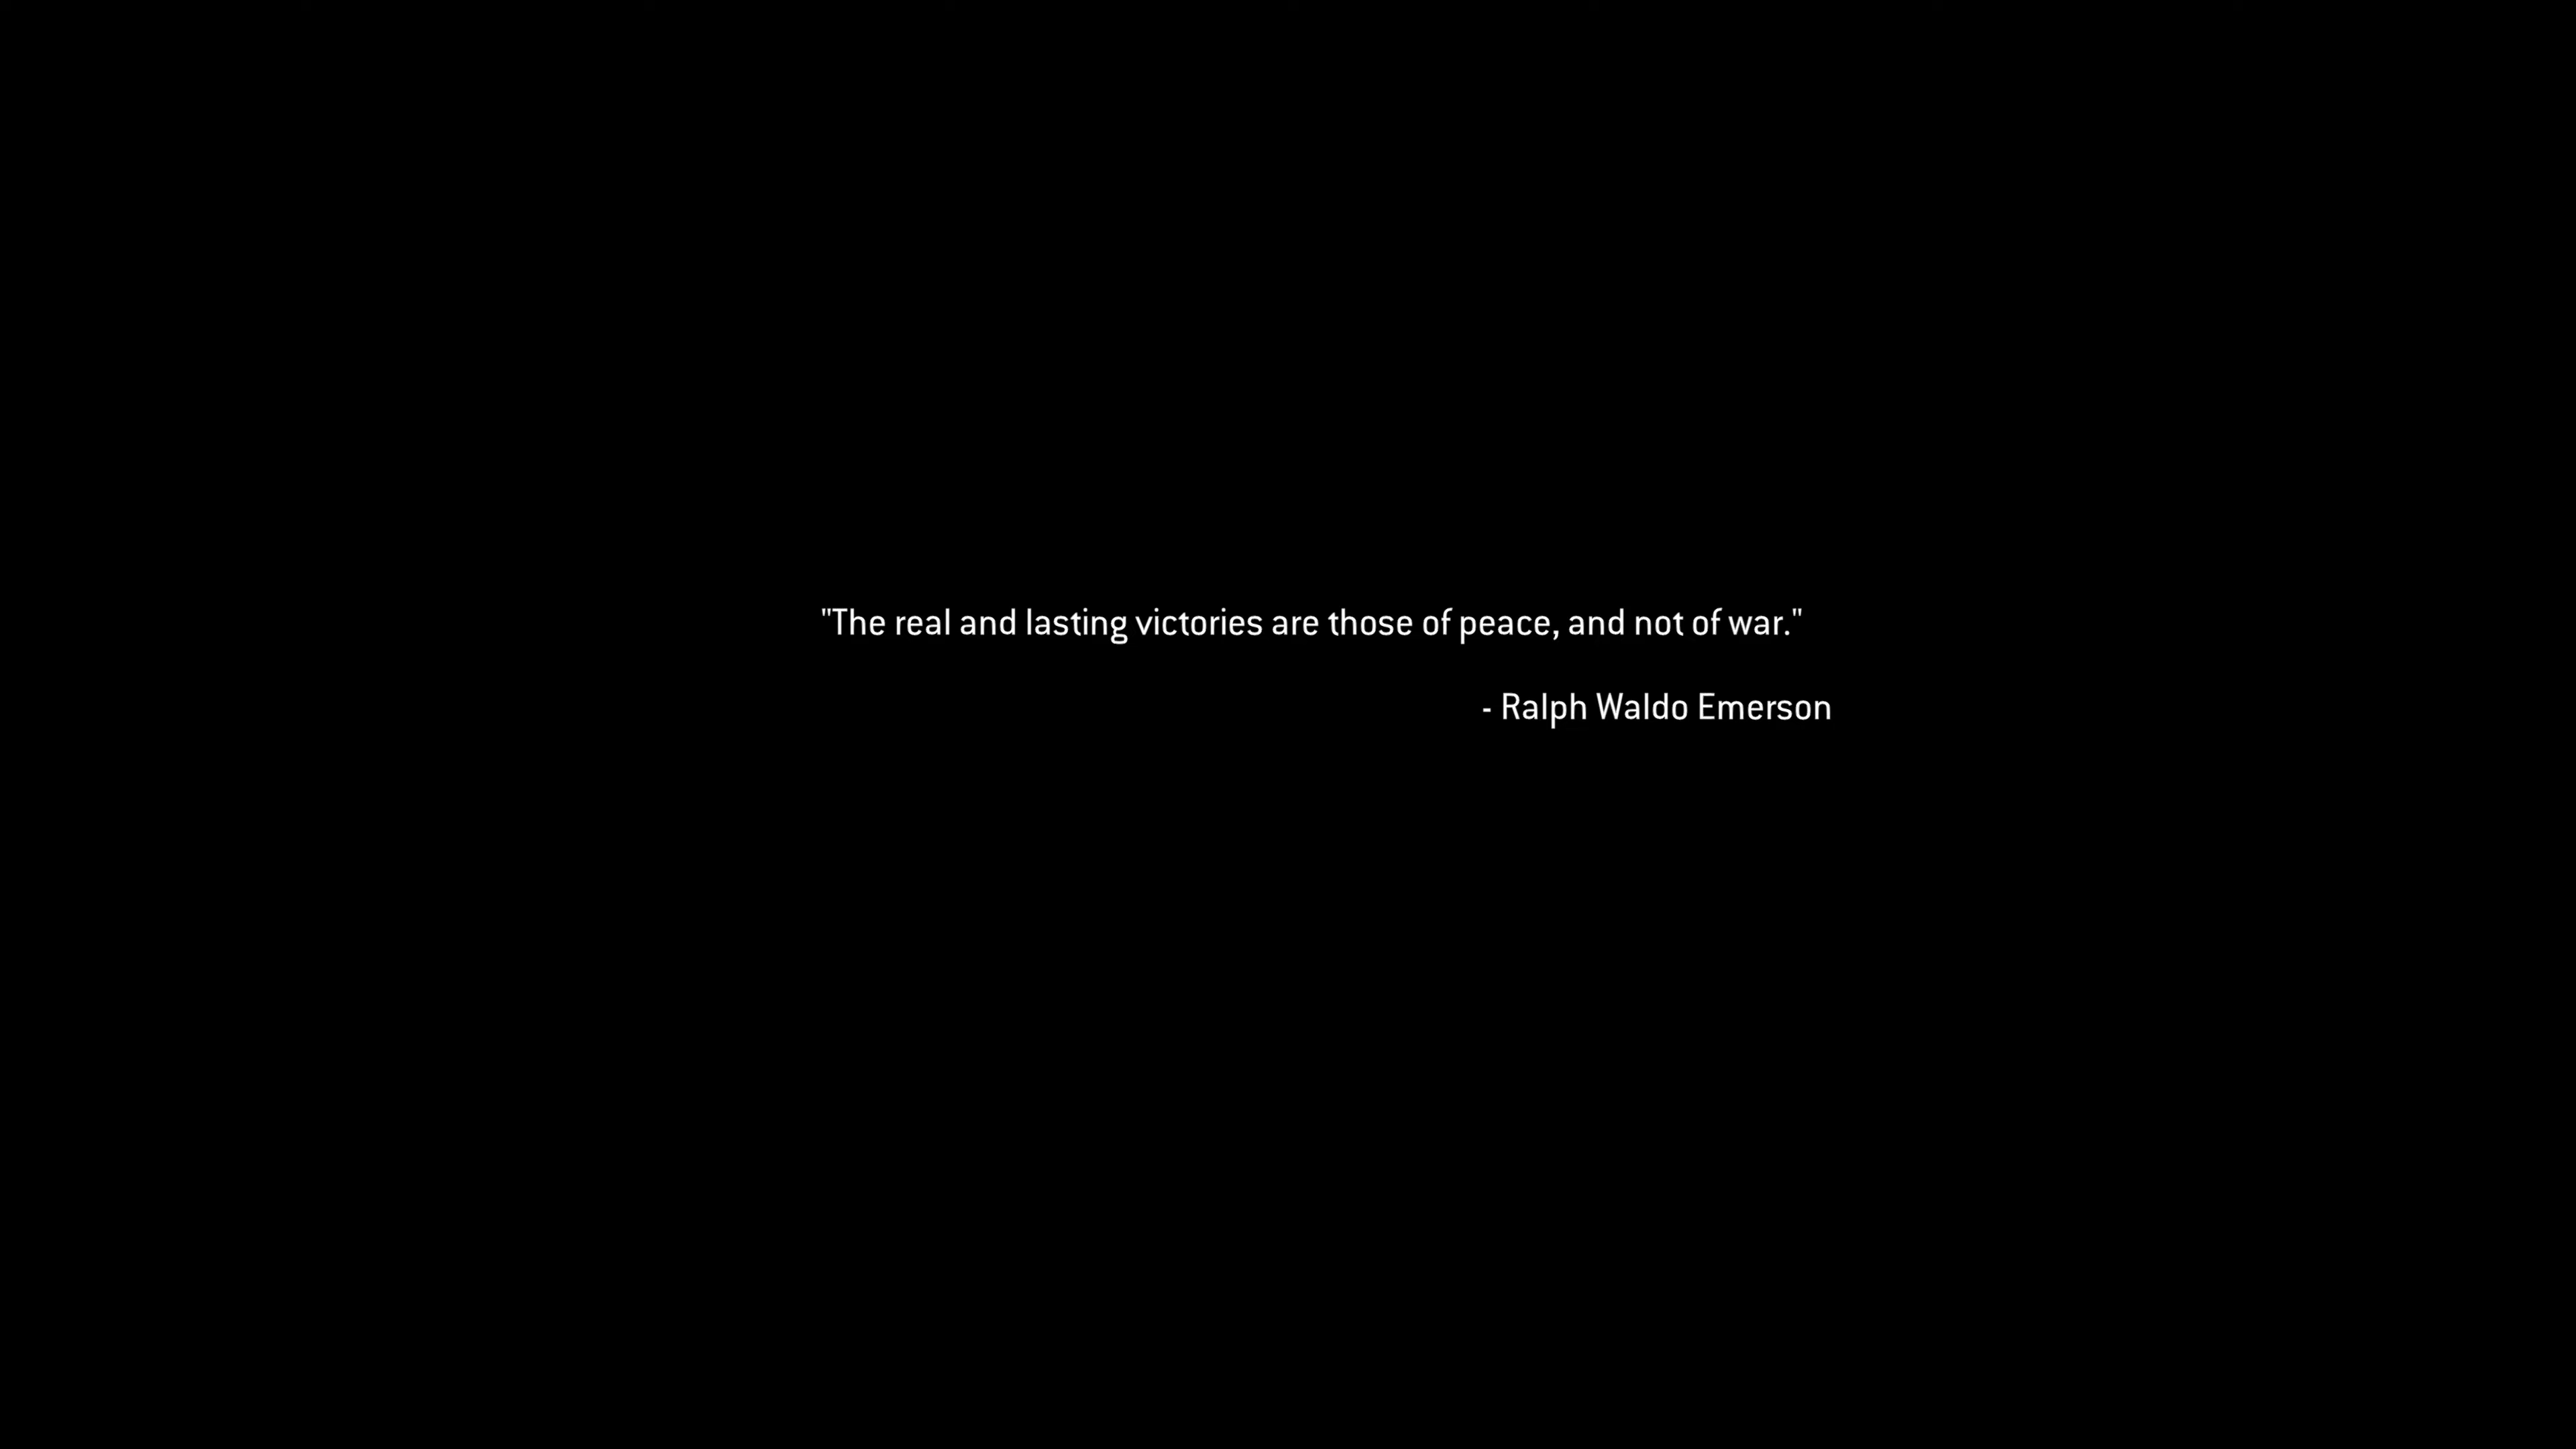 "The real and lasting victories are those of peace, and not of war."
- Ralph Waldo Emerson